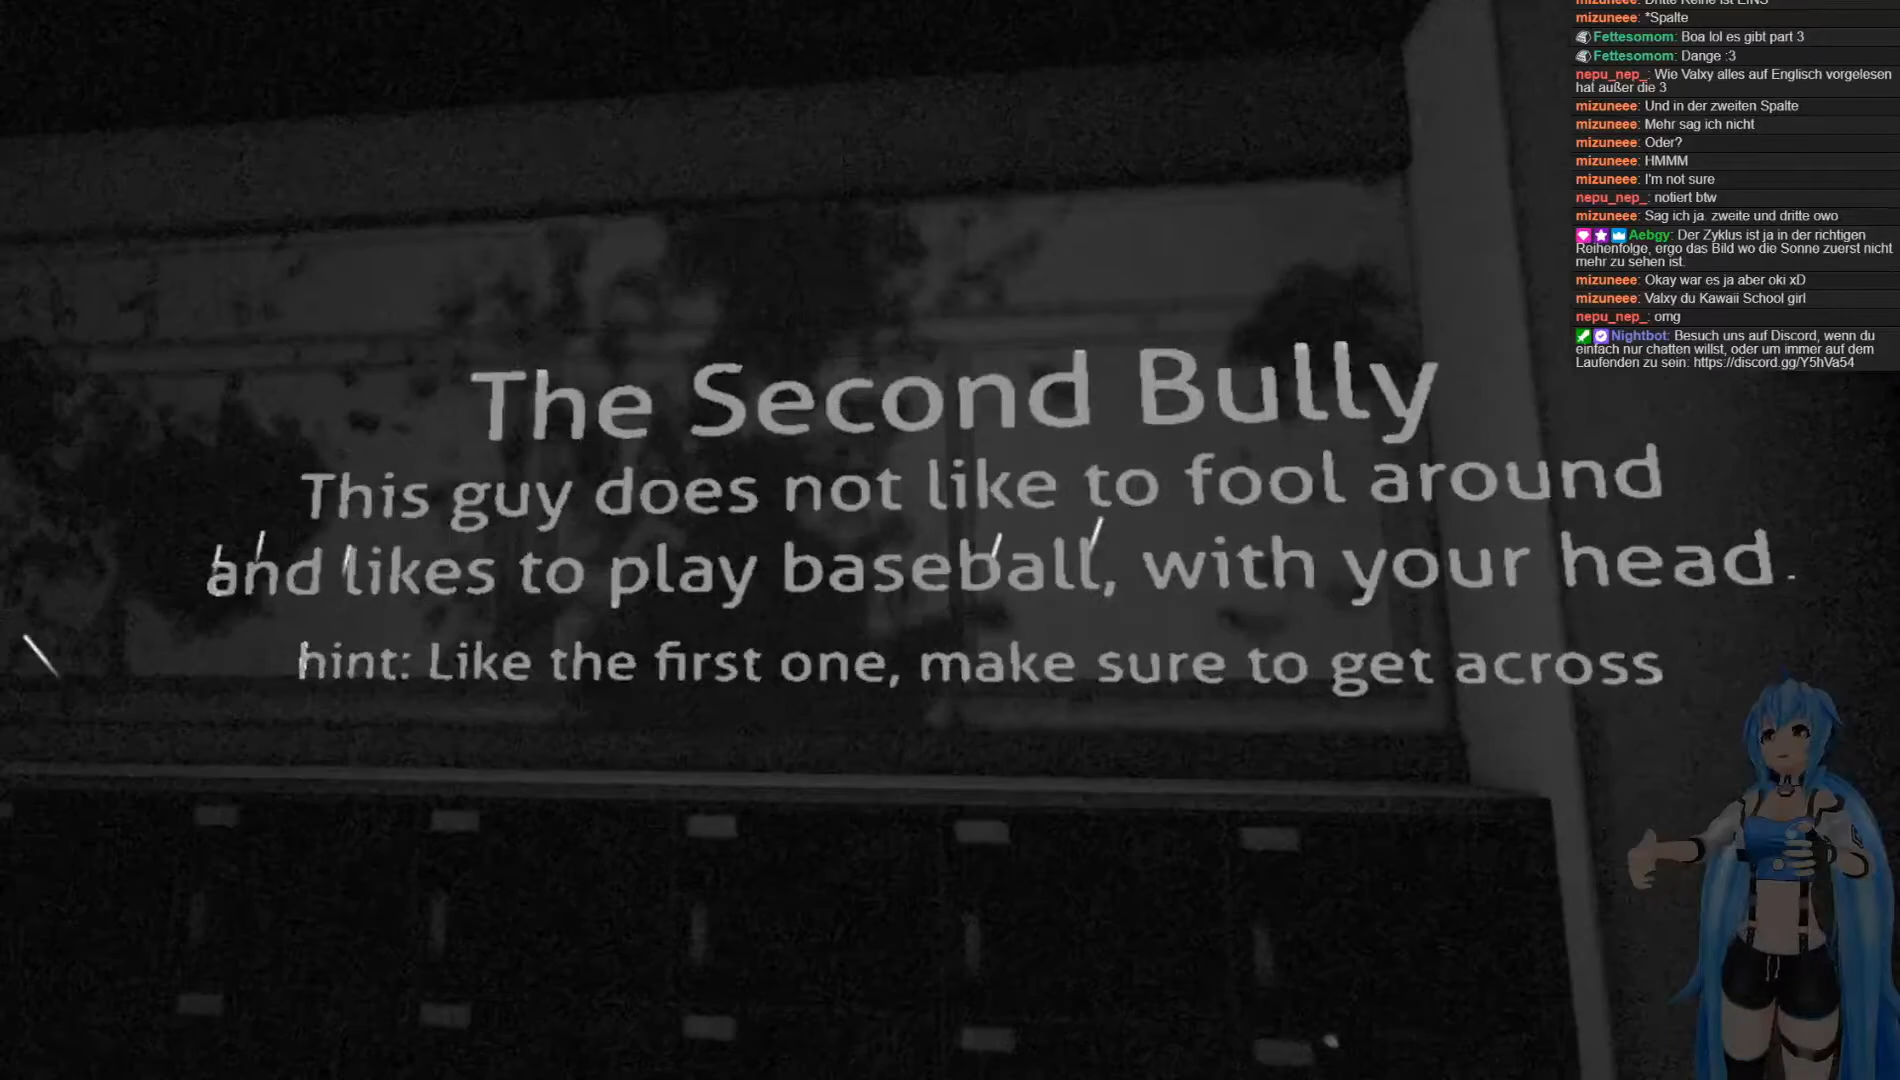 mizuneee: Dritte Reihe ist EINS
mizuneee: *Spalte
Fettesomom: Boa lol es gibt part 3
Fettesomom: Dange :3
nepu_nep_: Wie Valxy alles auf Englisch vorgelesen
hat außer die 3
mizuneee: Und in der zweiten Spalte
mizuneee: Mehr sag ich nicht
mizuneee: Oder?
mizuneee: HMMM
mizuneee: I'm not sure
nepu_nep_: notiert btw
mizuneee: Sag ich ja. zweite und dritte owo
Aebgy: Der Zyklus ist ja in der richtigen
Reihenfolge, ergo das Bild wo die Sonne zuerst nicht
mehr zu sehen ist.
mizuneee: Okay war es ja aber oki xD
mizuneee: Valxy du Kawaii School girl
nepu_nep_: omg
Nightbot: Besuch uns auf Discord, wenn du
einfach nur chatten willst, oder um immer auf dem
Laufenden zu sein: https://discord.gg/Y5hVa54
The Second Bully
This guy does not like to fool around
and likes to play baseball, with your head.
hint: Like the first one, make sure to get across